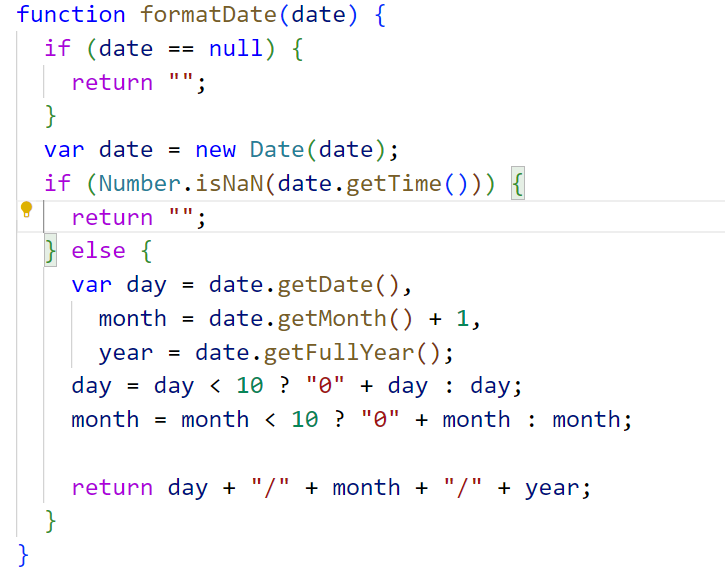 function formatDate(date) {
  if (date == null) {
    return "";
  }
  var date = new Date(date);
  if (Number.isNaN(date.getTime())) {
    return "";
  } else {
    var day = date.getDate(),
      month = date.getMonth() + 1,
      year = date.getFullYear();
    day = day < 10 ? "0" + day : day;
    month = month < 10 ? "0" + month : month;

    return day + "/" + month + "/" + year;
  }
}